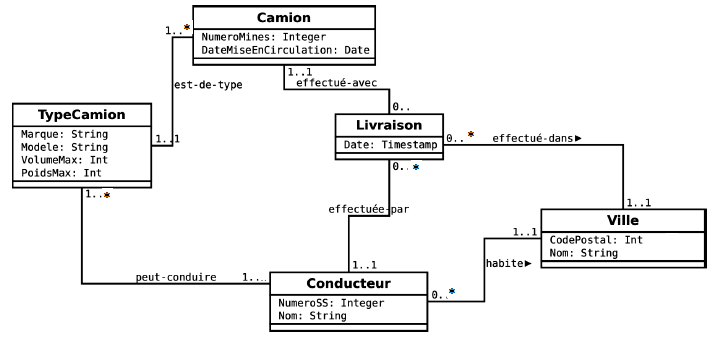 Camion
NumeroMines: Integer
DateMiseEnCirculation: Date
1..*
1..1
effectué-avec
est-de-type
TypeCamion
Marque: String
Modele: String
VolumeMax: Int
PoidsMax: Int
1..1
0..
Livraison
Date: Timestamp
0.. *
effectué-dans►
0.. *
1..*
effectuée-par
1..1
Ville
CodePostal: Int
Nom: String
1..1
habite►
1..1
peut-conduire
1..
Conducteur
NumeroSS: Integer
Nom: String
0.. *